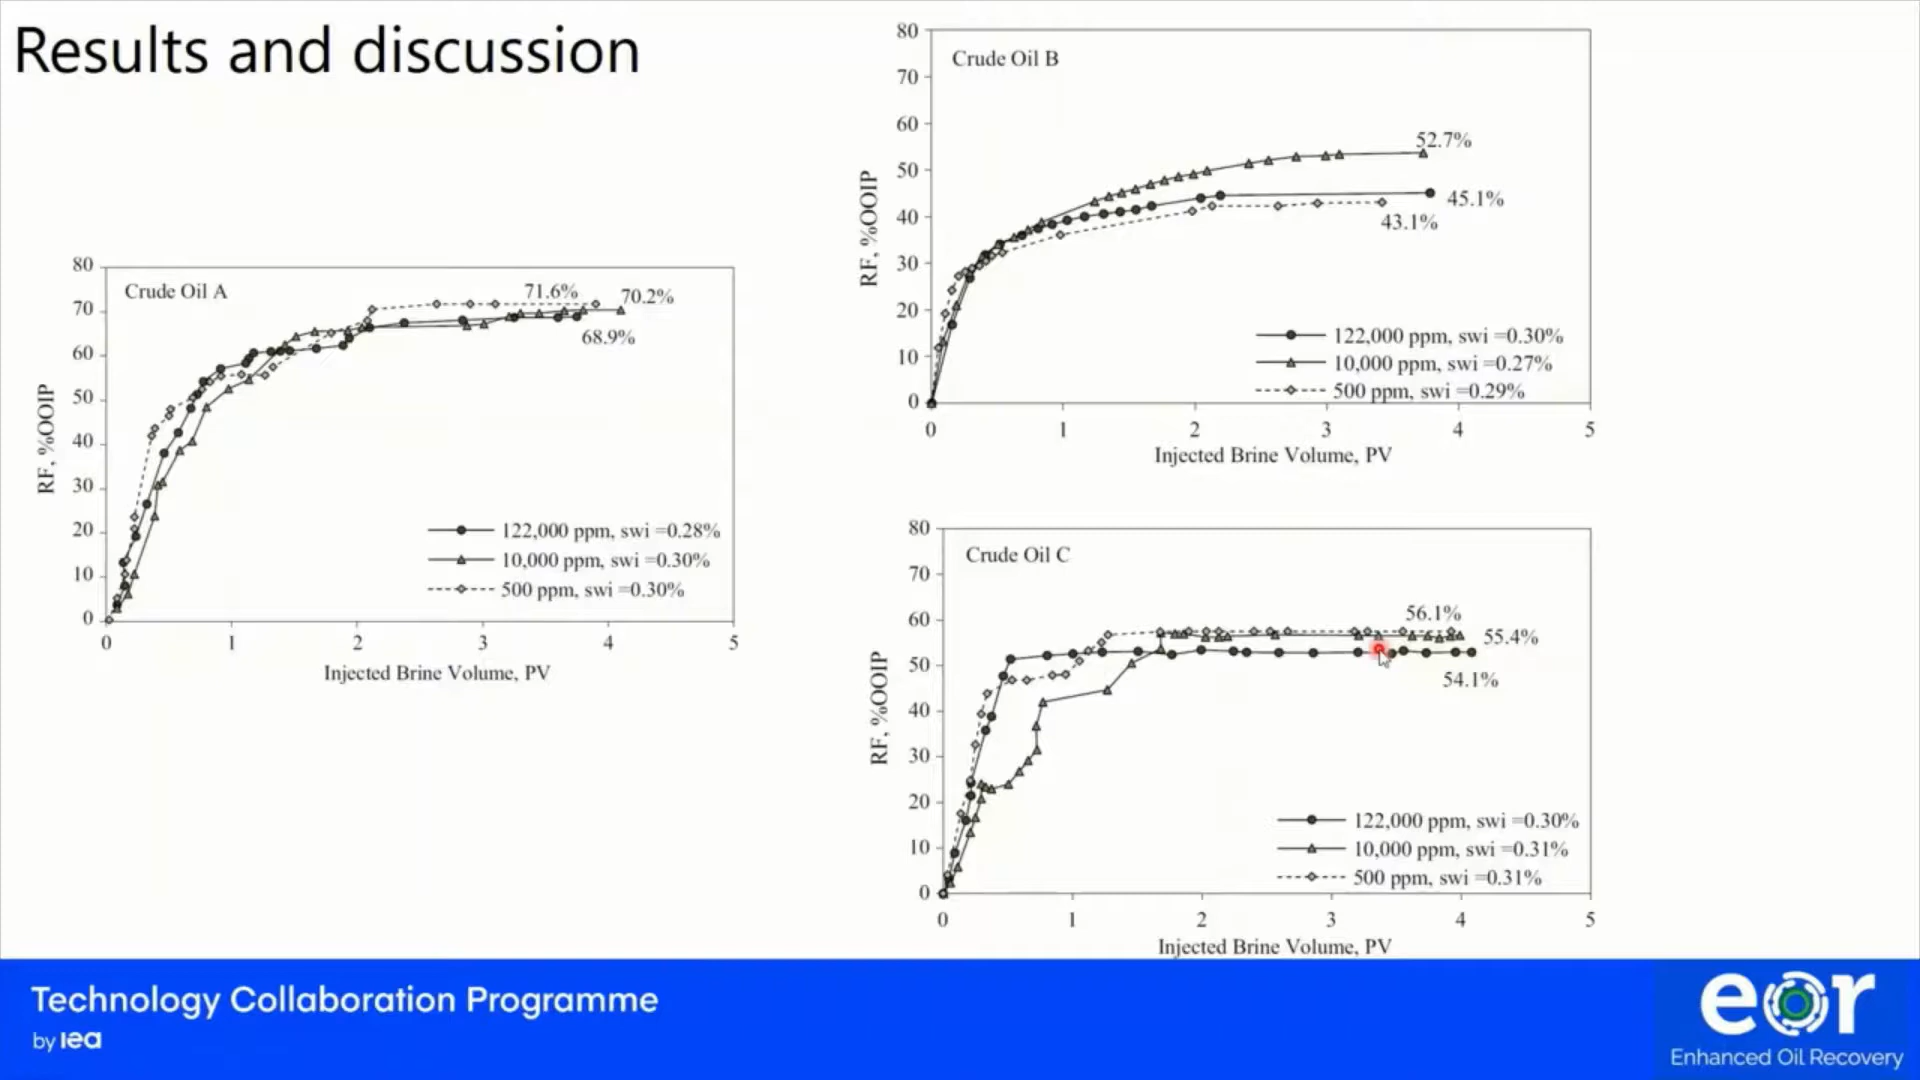 Results and discussion
Crude Oil A
RF, %OOIP
80
70
60
50
40
30
20
10
0
0 1 2 3 4 5
Injected Brine Volume, PV
71.6%
70.2%
68.9%
122,000 ppm, swi =0.28%
10,000 ppm, swi =0.30%
500 ppm, swi =0.30%
Crude Oil B
RF, %OOIP
80
70
60
50
40
30
20
10
0
0 1 2 3 4 5
Injected Brine Volume, PV
52.7%
45.1%
43.1%
122,000 ppm, swi =0.30%
10,000 ppm, swi =0.27%
500 ppm, swi =0.29%
Crude Oil C
RF, %OOIP
80
70
60
50
40
30
20
10
0
0 1 2 3 4 5
Injected Brine Volume, PV
56.1%
55.4%
54.1%
122,000 ppm, swi =0.30%
10,000 ppm, swi =0.31%
500 ppm, swi =0.31%
Technology Collaboration Programme
by iea
eor
Enhanced Oil Recovery